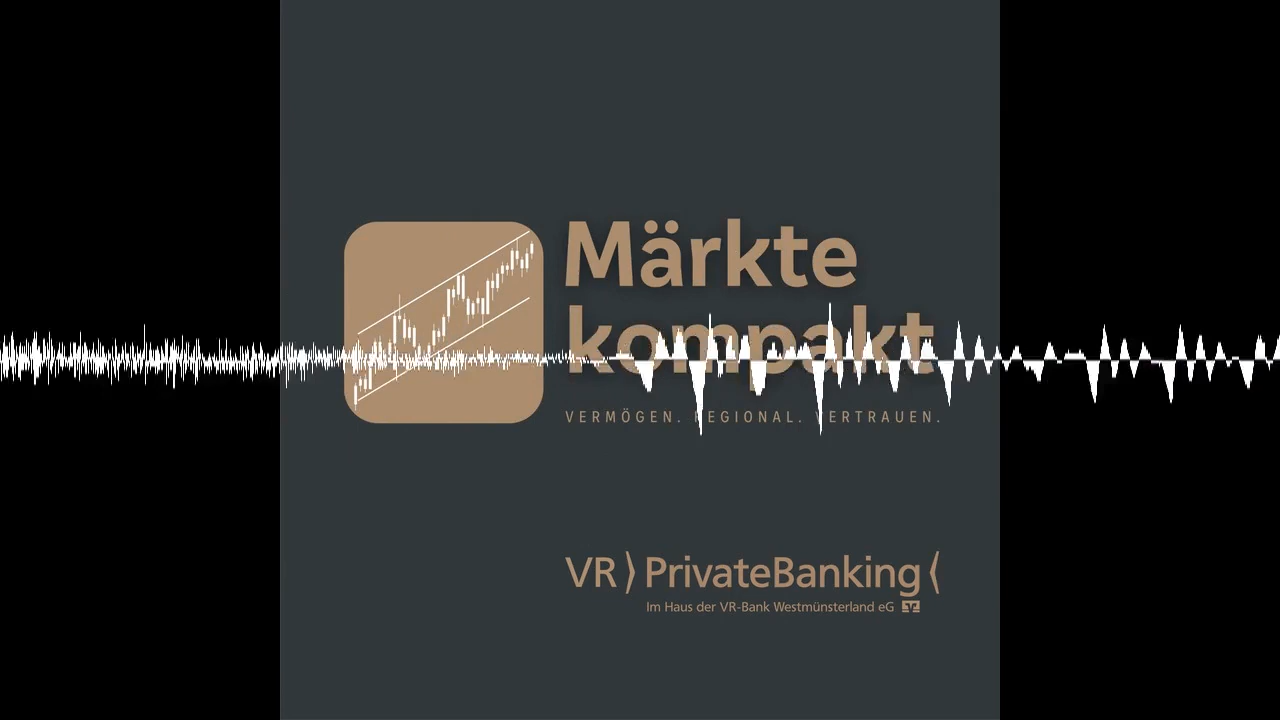 Märkte
kompakt
VERMÖGEN. REGIONAL. VERTRAUEN.
VR PrivateBanking
Im Haus der VR-Bank Westmünsterland eG